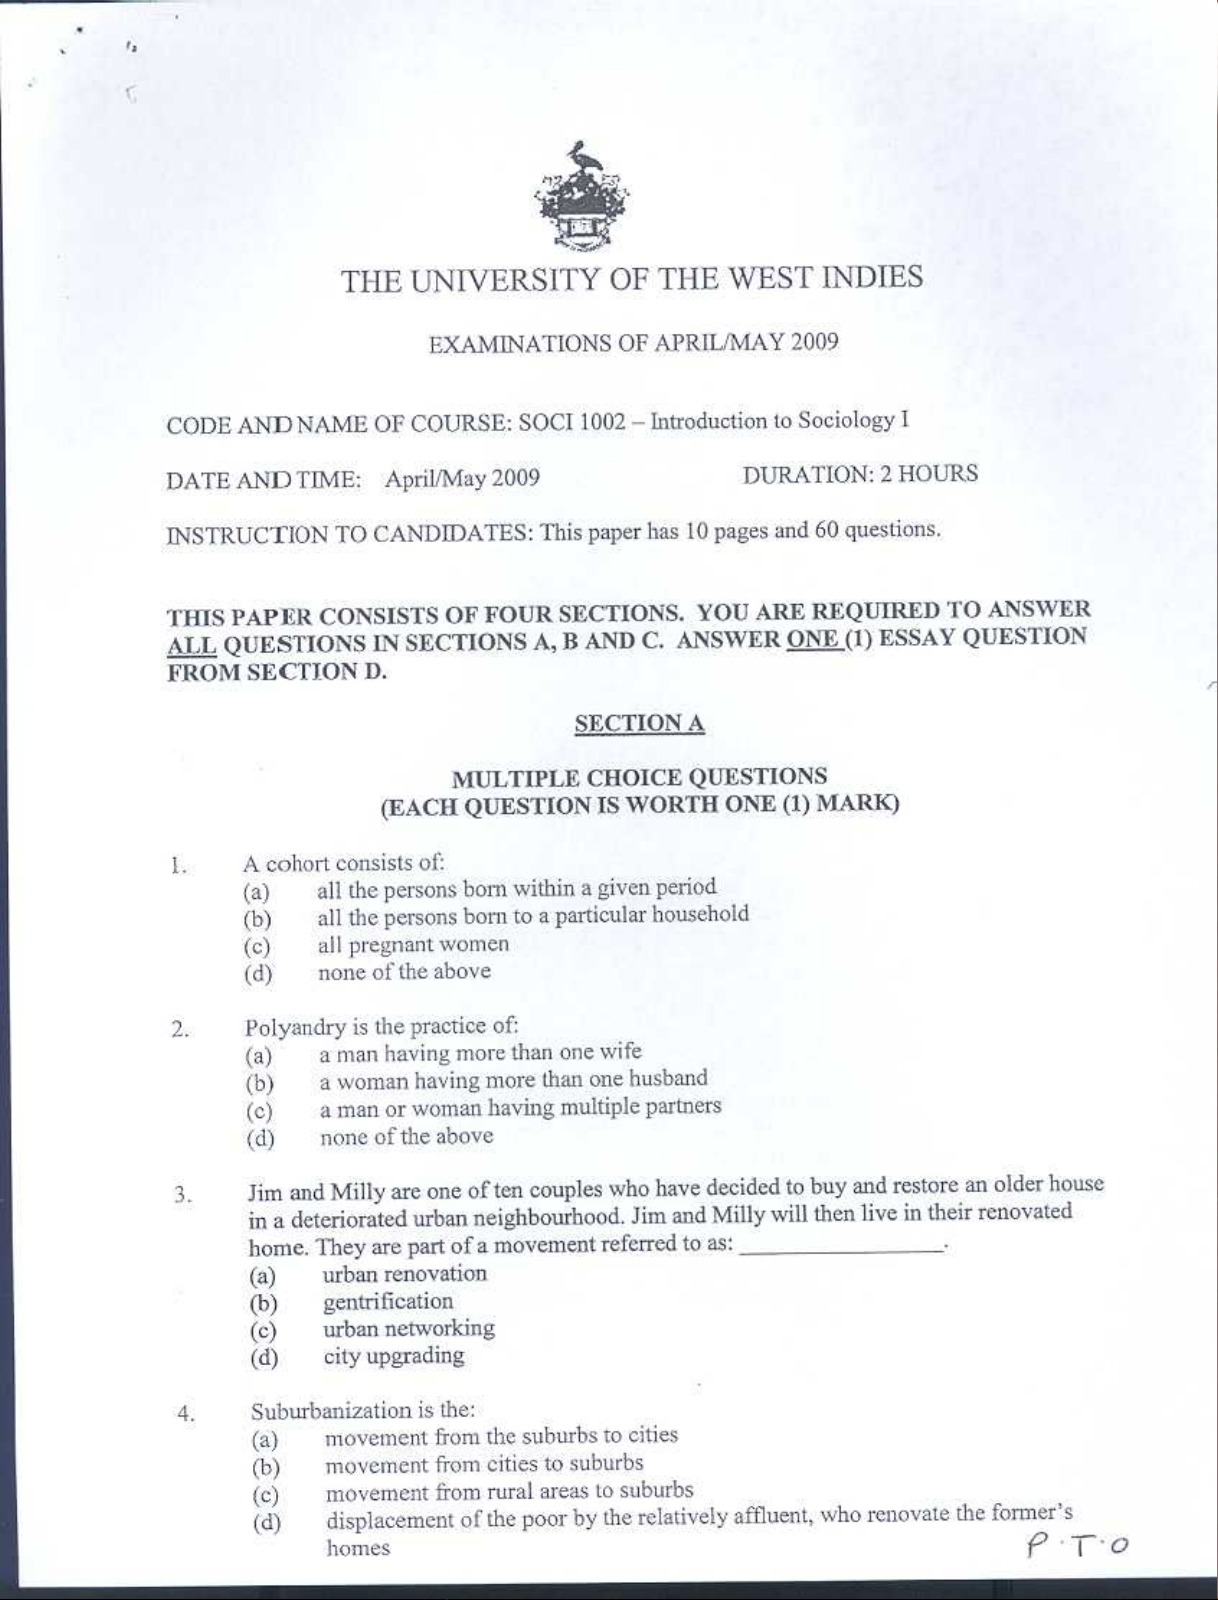 THE UNIVERSITY OF THE WEST INDIES
EXAMINATIONS OF APRIL/MAY 2009
CODE AND NAME OF COURSE: SOCI 1002 – Introduction to Sociology I
DATE AND TIME: April/May 2009 DURATION: 2 HOURS
INSTRUCTION TO CANDIDATES: This paper has 10 pages and 60 questions.
THIS PAPER CONSISTS OF FOUR SECTIONS. YOU ARE REQUIRED TO ANSWER
ALL QUESTIONS IN SECTIONS A, B AND C. ANSWER ONE (1) ESSAY QUESTION
FROM SECTION D.
SECTION A
MULTIPLE CHOICE QUESTIONS
(EACH QUESTION IS WORTH ONE (1) MARK)
1. A cohort consists of:
(a) all the persons born within a given period
(b) all the persons born to a particular household
(c) all pregnant women
(d) none of the above
2. Polyandry is the practice of:
(a) a man having more than one wife
(b) a woman having more than one husband
(c) a man or woman having multiple partners
(d) none of the above
3. Jim and Milly are one of ten couples who have decided to buy and restore an older house
in a deteriorated urban neighbourhood. Jim and Milly will then live in their renovated
home. They are part of a movement referred to as: __________________.
(a) urban renovation
(b) gentrification
(c) urban networking
(d) city upgrading
4. Suburbanization is the:
(a) movement from the suburbs to cities
(b) movement from cities to suburbs
(c) movement from rural areas to suburbs
(d) displacement of the poor by the relatively affluent, who renovate the former's
homes
P.T.O